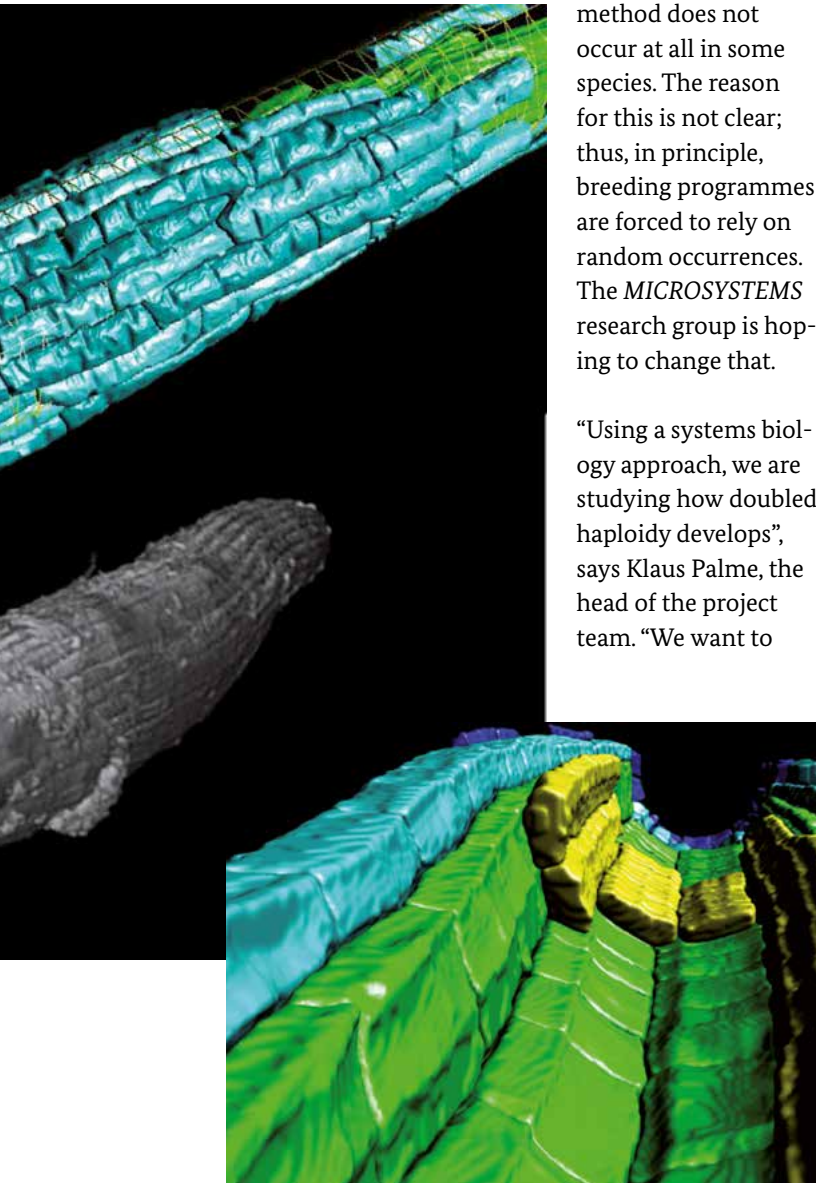 method does not
occur at all in some
species. The reason
for this is not clear;
thus, in principle,
breeding programmes
are forced to rely on
random occurrences.
The MICROSYSTEMS
research group is hop-
ing to change that.
“Using a systems biol-
ogy approach, we are
studying how doubled
haploidy develops”,
says Klaus Palme, the
head of the project
team. “We want to